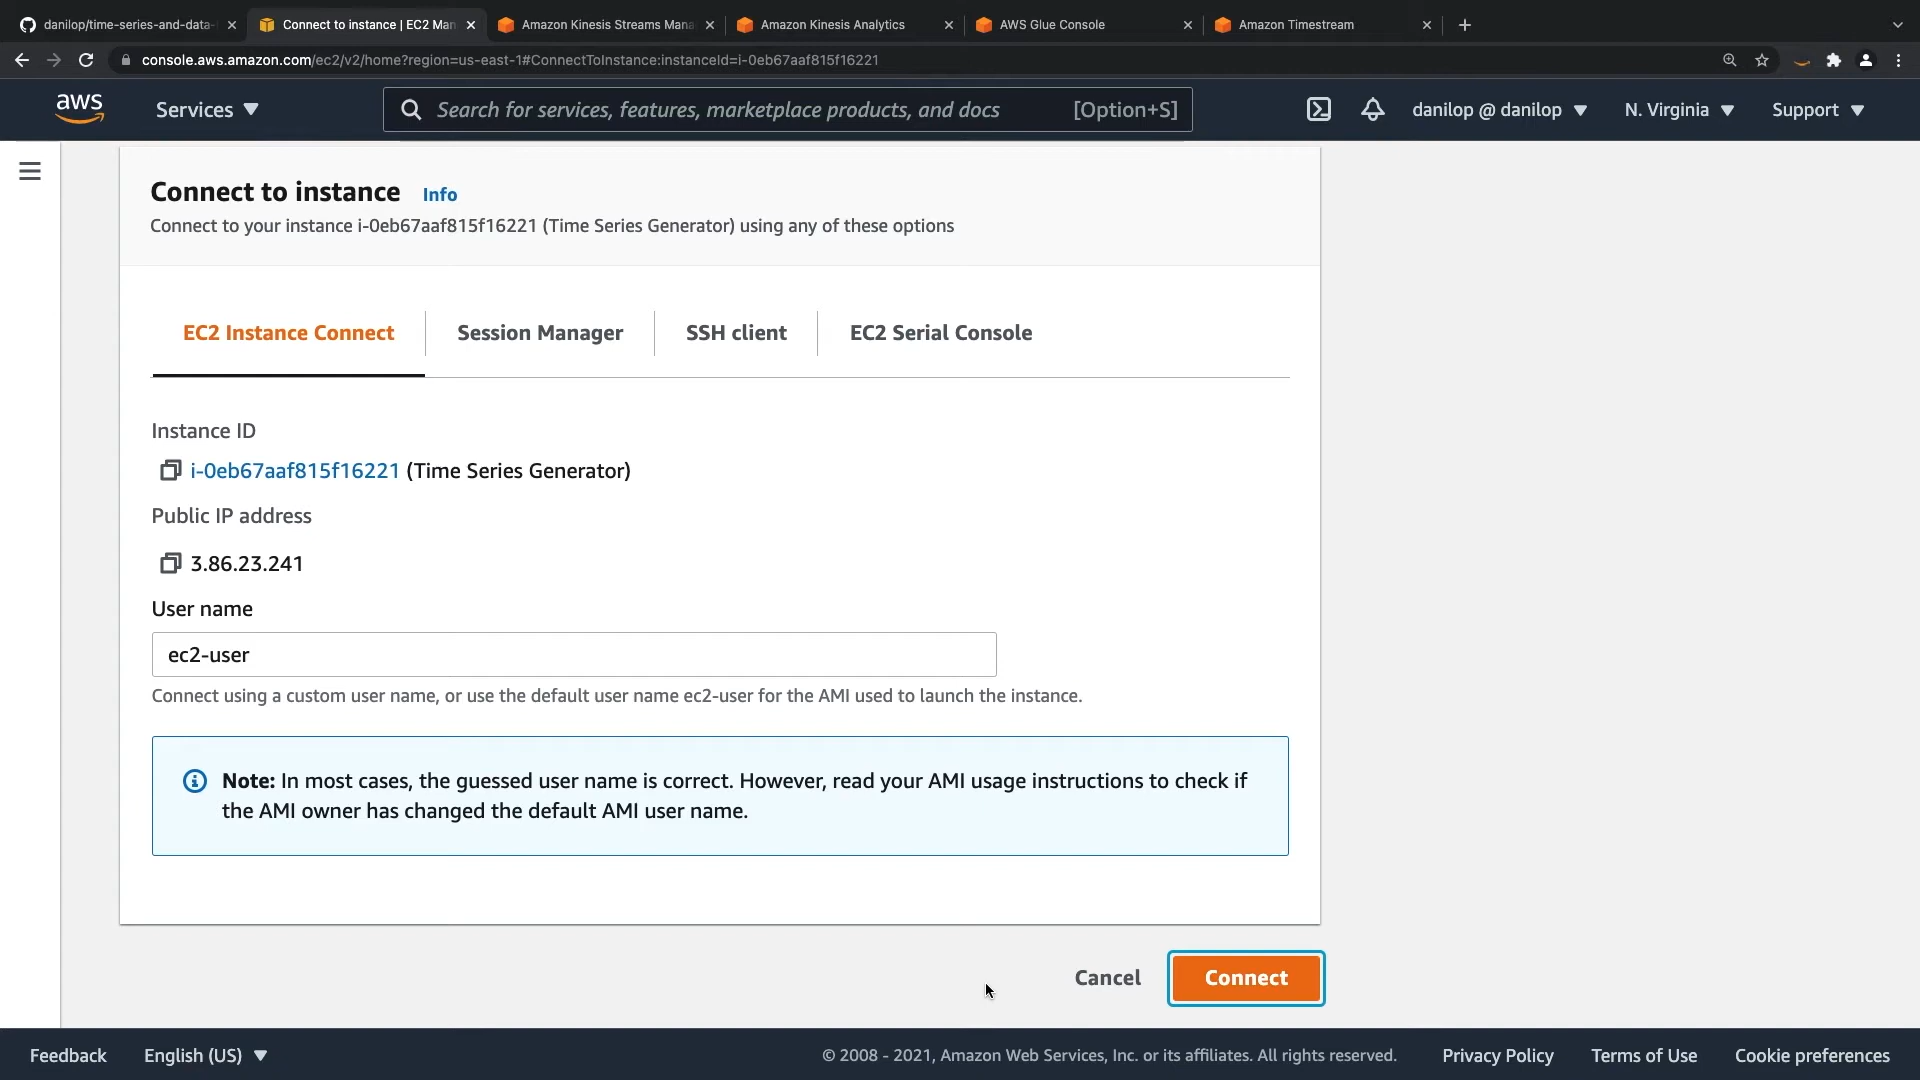 danilop/time-series-and-data-
Connect to instance | EC2 Man
Amazon Kinesis Streams Mana
Amazon Kinesis Analytics
AWS Glue Console
Amazon Timestream
console.aws.amazon.com/ec2/v2/home?region=us-east-1#ConnectToInstance:instanceId=i-0eb67aaf815f16221
aws
Services
Search for services, features, marketplace products, and docs
[Option+S]
danilop @ danilop
N. Virginia
Support
Connect to instance Info
Connect to your instance i-0eb67aaf815f16221 (Time Series Generator) using any of these options
EC2 Instance Connect
Session Manager
SSH client
EC2 Serial Console
Instance ID
i-0eb67aaf815f16221 (Time Series Generator)
Public IP address
3.86.23.241
User name
ec2-user
Connect using a custom user name, or use the default user name ec2-user for the AMI used to launch the instance.
Note: In most cases, the guessed user name is correct. However, read your AMI usage instructions to check if
the AMI owner has changed the default AMI user name.
Cancel
Connect
Feedback
English (US)
© 2008 - 2021, Amazon Web Services, Inc. or its affiliates. All rights reserved.
Privacy Policy
Terms of Use
Cookie preferences